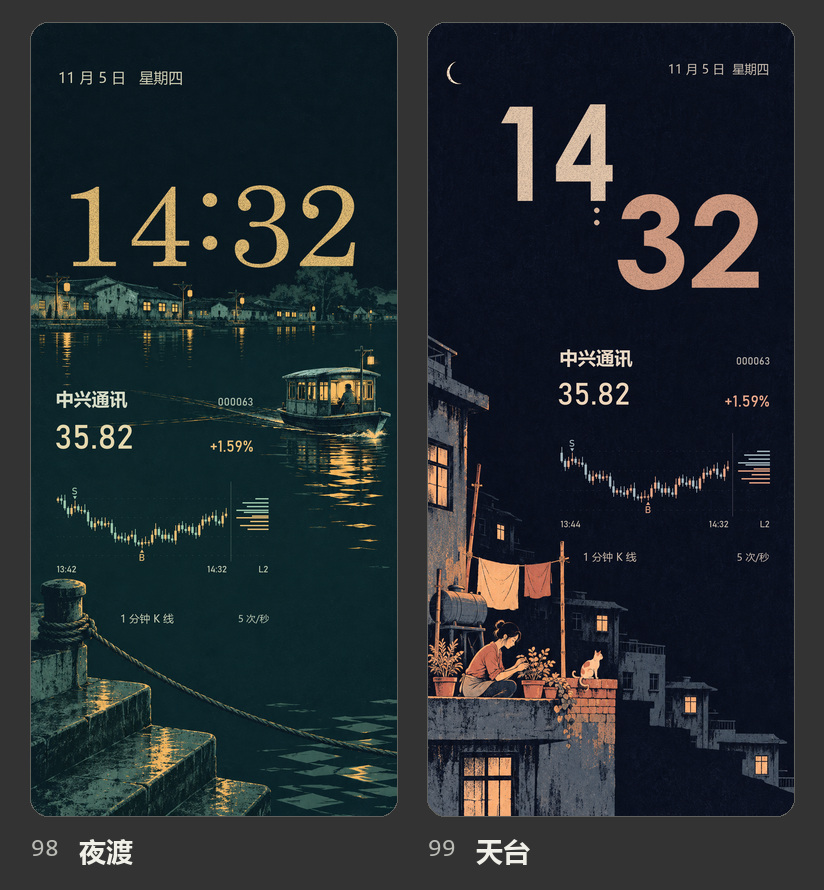 11 月 5 日 星期四
14:32
中兴通讯 000063
35.82 +1.59%
S
B
13:42 14:32 L2
1 分钟 K 线 5 次/秒
98 夜渡
11 月 5 日 星期四
14
:
32
中兴通讯 000063
35.82 +1.59%
S
B
13:44 14:32 L2
1 分钟 K 线 5 次/秒
99 天台